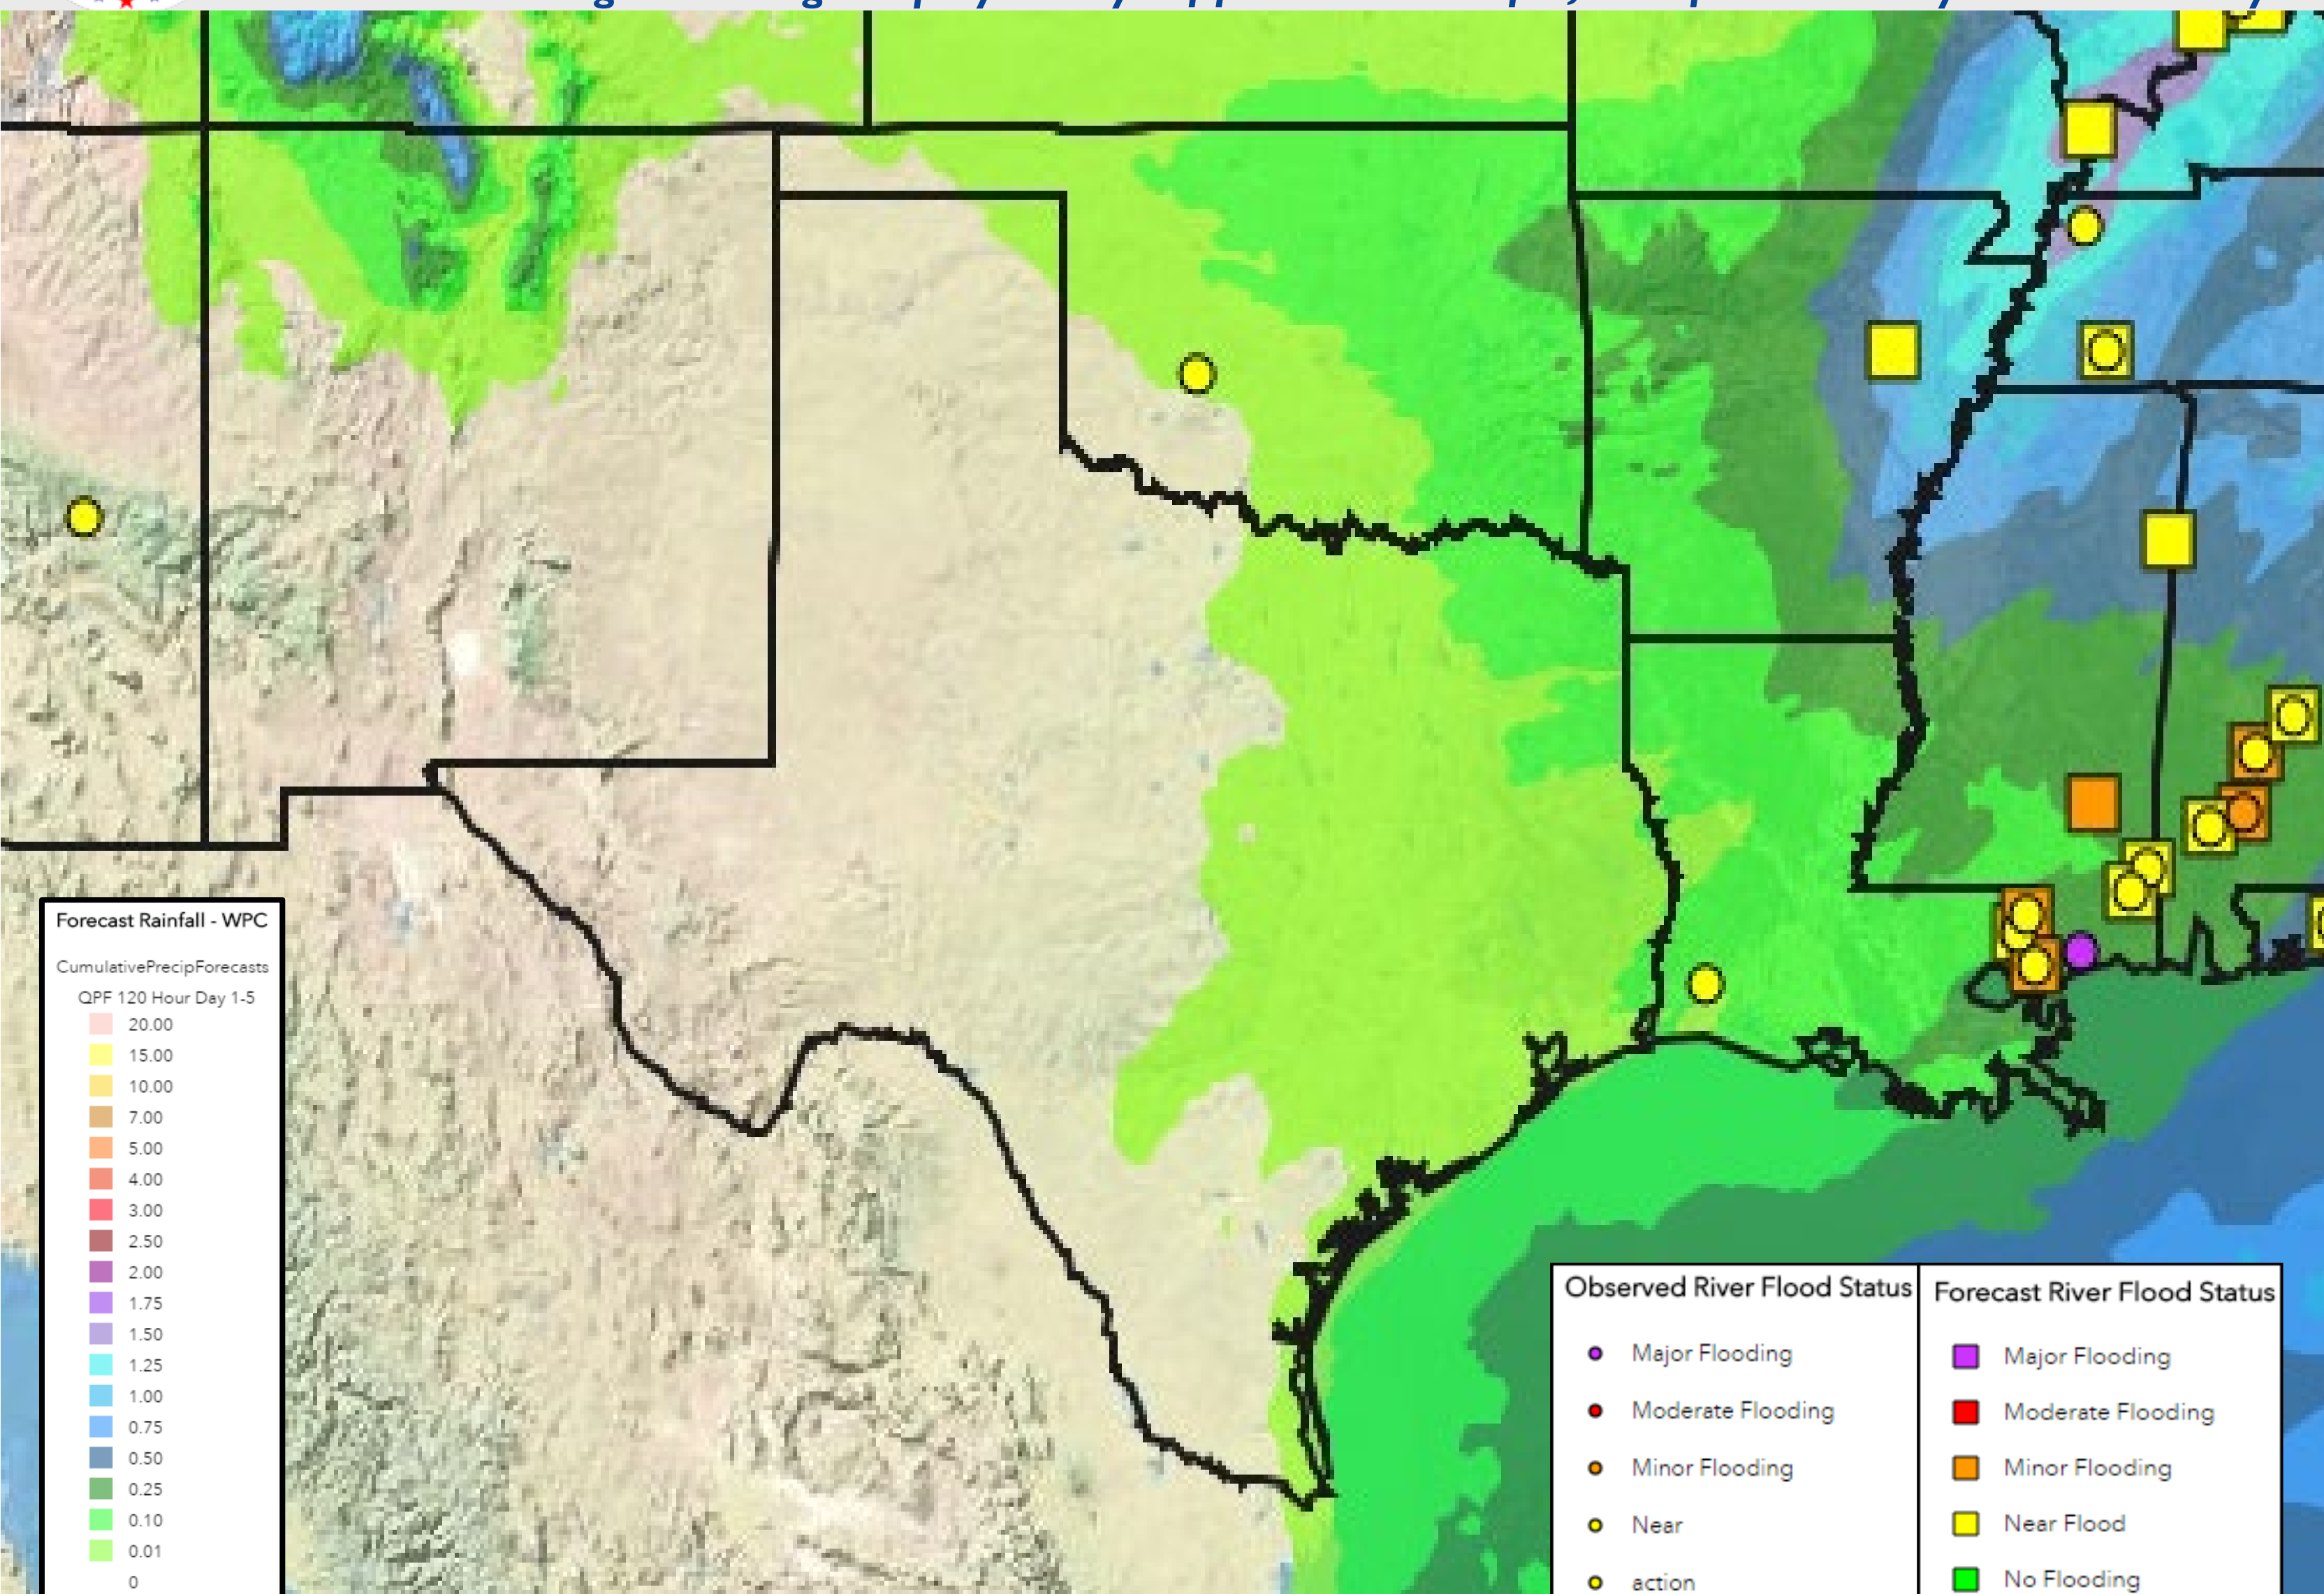 Forecast Rainfall - WPC
CumulativePrecipForecasts
QPF 120 Hour Day 1-5
20.00
15.00
10.00
7.00
5.00
4.00
3.00
2.50
2.00
1.75
1.50
1.25
1.00
0.75
0.50
0.25
0.10
0.01
0
Observed River Flood Status
Major Flooding
Moderate Flooding
Minor Flooding
Near
action
Forecast River Flood Status
Major Flooding
Moderate Flooding
Minor Flooding
Near Flood
No Flooding